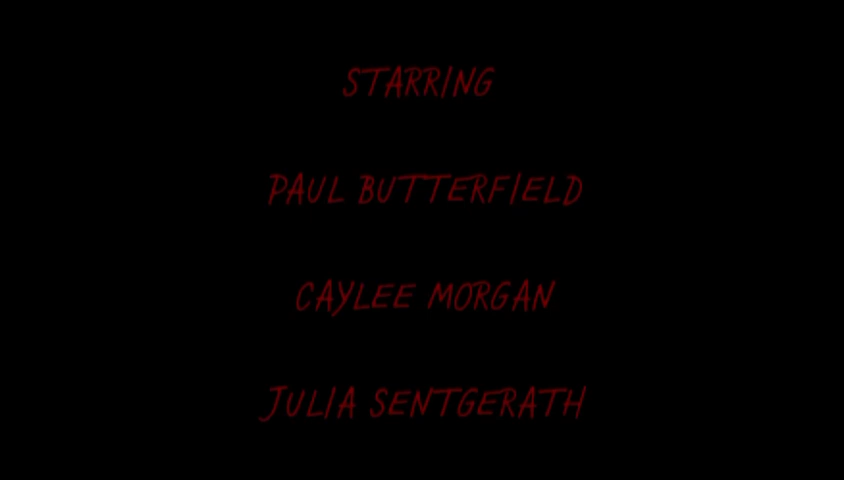 STARRING
PAUL BUTTERFIELD
CAYLEE MORGAN
JULIA SENTGERATH